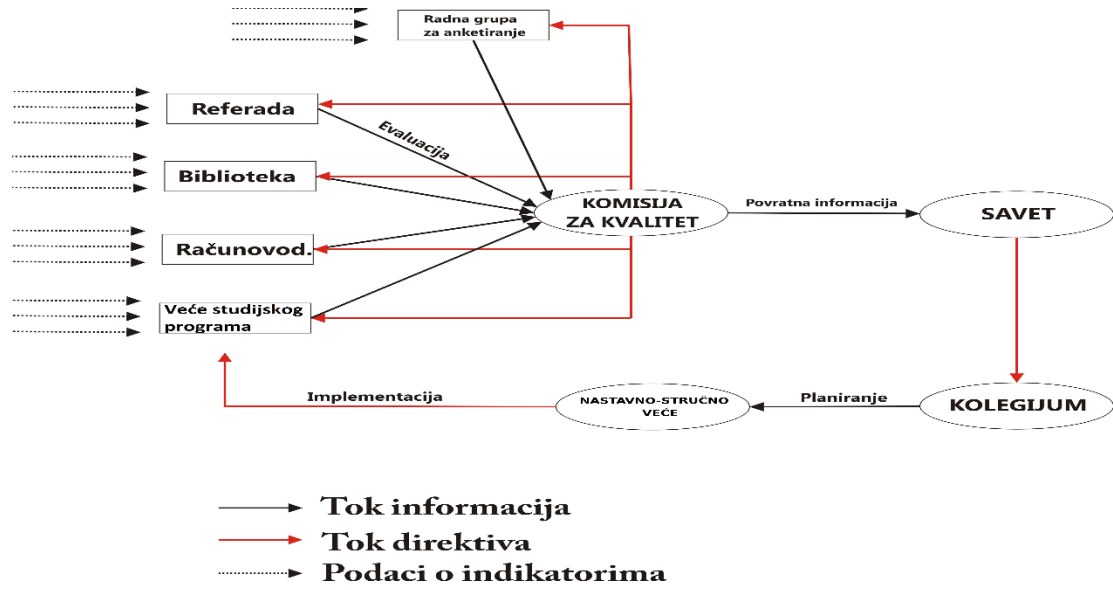 Radna grupa
za anketiranje
Referada
Evaluacija
Biblioteka
KOMISIJA
ZA KVALITET
Povratna informacija
SAVET
Računovod.
Veće studijskog
programa
Implementacija
NASTAVNO-STRUČNO
VEĆE
Planiranje
KOLEGIJUM
Tok informacija
Tok direktiva
Podaci o indikatorima